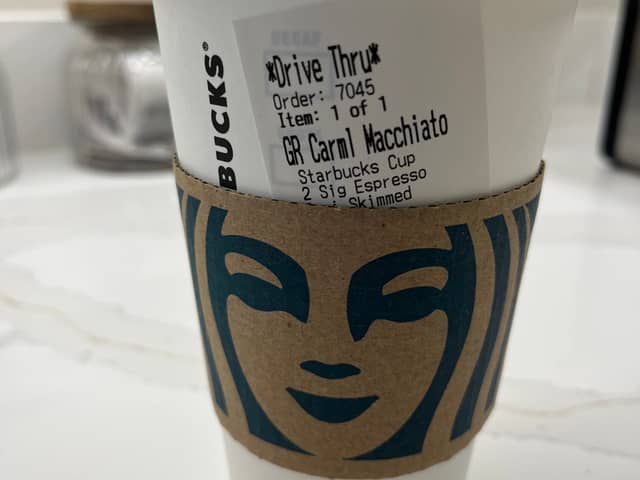 BUCKS®
*Drive Thru*
Order: 7045
Item: 1 of 1
GR Carml Macchiato
Starbucks Cup
2 Sig Espresso
Skimmed